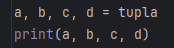 a, b, c, d = tupla
print(a, b, c, d)